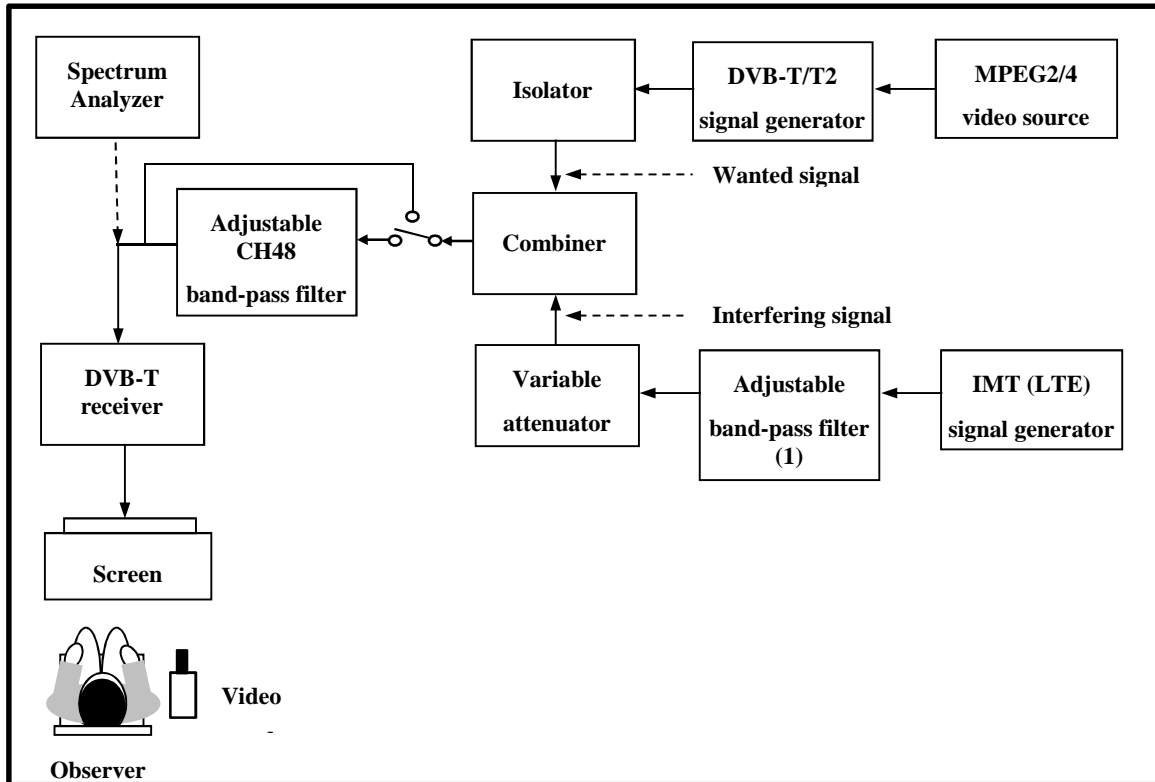 Spectrum
Analyzer
Isolator
DVB-T/T2
signal generator
MPEG2/4
video source
Wanted signal
Adjustable
CH48
band-pass filter
Combiner
Interfering signal
DVB-T
receiver
Variable
attenuator
Adjustable
band-pass filter
(1)
IMT (LTE)
signal generator
Screen
Video
Observer